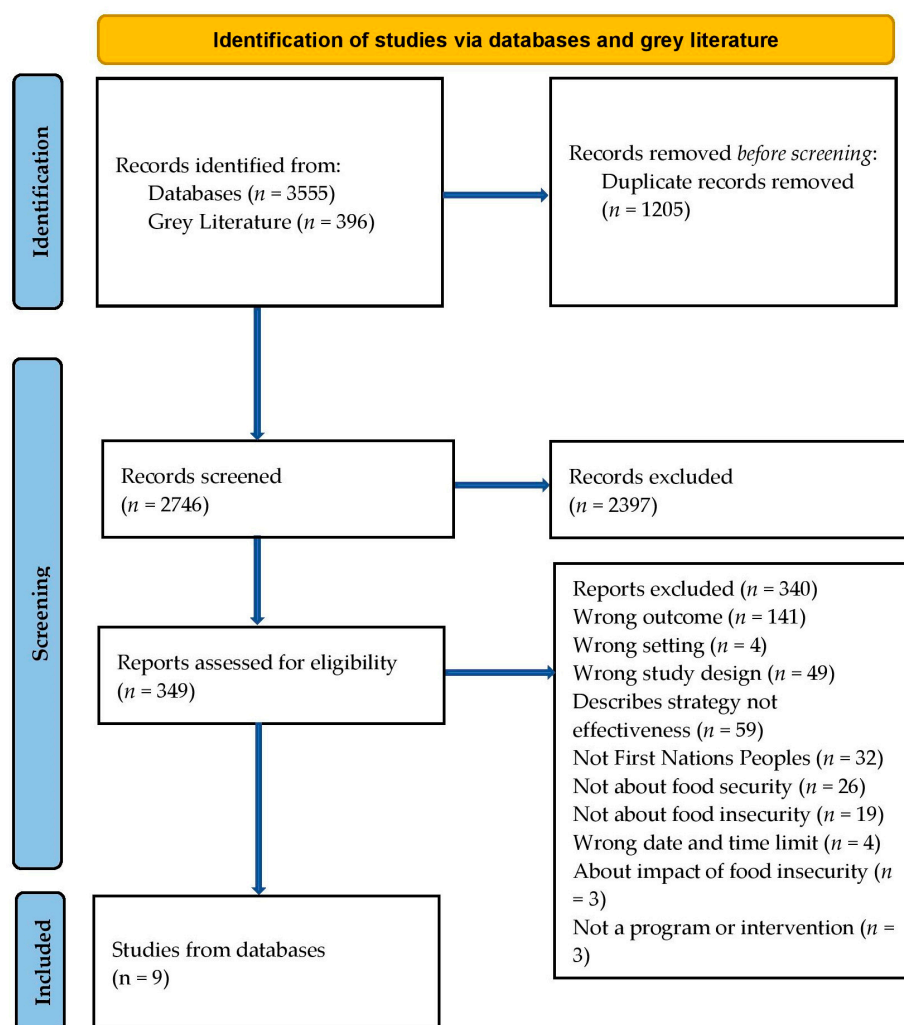 Identification of studies via databases and grey literature
Identification
Records identified from:
Databases (n = 3555)
Grey Literature (n = 396)
Records removed before screening:
Duplicate records removed
(n = 1205)
Screening
Records screened
(n = 2746)
Records excluded
(n = 2397)
Reports assessed for eligibility
(n = 349)
Reports excluded (n = 340)
Wrong outcome (n = 141)
Wrong setting (n = 4)
Wrong study design (n = 49)
Describes strategy not
effectiveness (n = 59)
Not First Nations Peoples (n = 32)
Not about food security (n = 26)
Not about food insecurity (n = 19)
Wrong date and time limit (n = 4)
About impact of food insecurity (n
= 3)
Not a program or intervention (n =
3)
Included
Studies from databases
(n = 9)